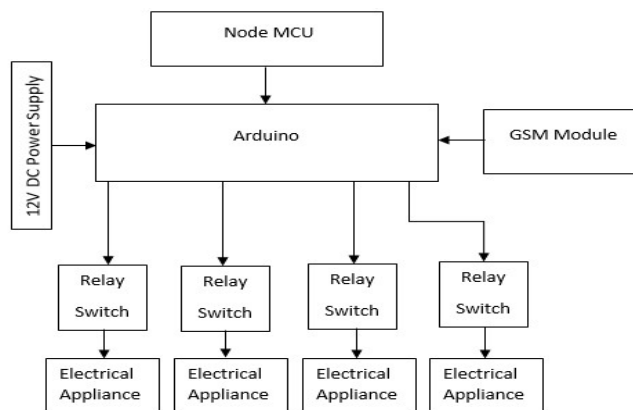 Node MCU
12V DC Power Supply
Arduino
GSM Module
Relay
Switch
Relay
Switch
Relay
Switch
Relay
Switch
Electrical
Appliance
Electrical
Appliance
Electrical
Appliance
Electrical
Appliance